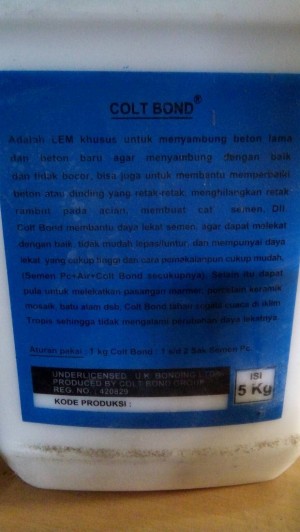 COLT BOND®
Adalah LEM khusus untuk menyambung beton lama
dan beton baru agar menyambung dengan baik
dan tidak bocor, bisa juga untuk membantu memperbaiki
beton atau dinding yang retak-retak, menghilangkan retak
rambut pada acian, membuat cat semen, Dll.
Colt Bond membantu daya lekat semen, agar dapat melekat
dengan baik, tidak mudah lepas/luntur, dan mempunyai daya
lekat yang cukup tinggi dan cara pemakaiannya cukup mudah,
(Semen Pc+Air+Colt Bond secukupnya). Selain itu dapat
pula untuk melekatkan pasangan marmer, porselain keramik
mosaik, batu alam dsb. Colt Bond tahan segala cuaca di iklim
Tropis sehingga tidak mengalami perubahan daya lekatnya.
Aturan pakai : 1 kg Colt Bond : 1 s/d 2 Sak Semen Pc.
UNDERLICENSED : U.K. BONDING
PRODUCED BY COLT BOND GROUP
REG. NO. : 420829
KODE PRODUKSI :
ISI
5 Kg